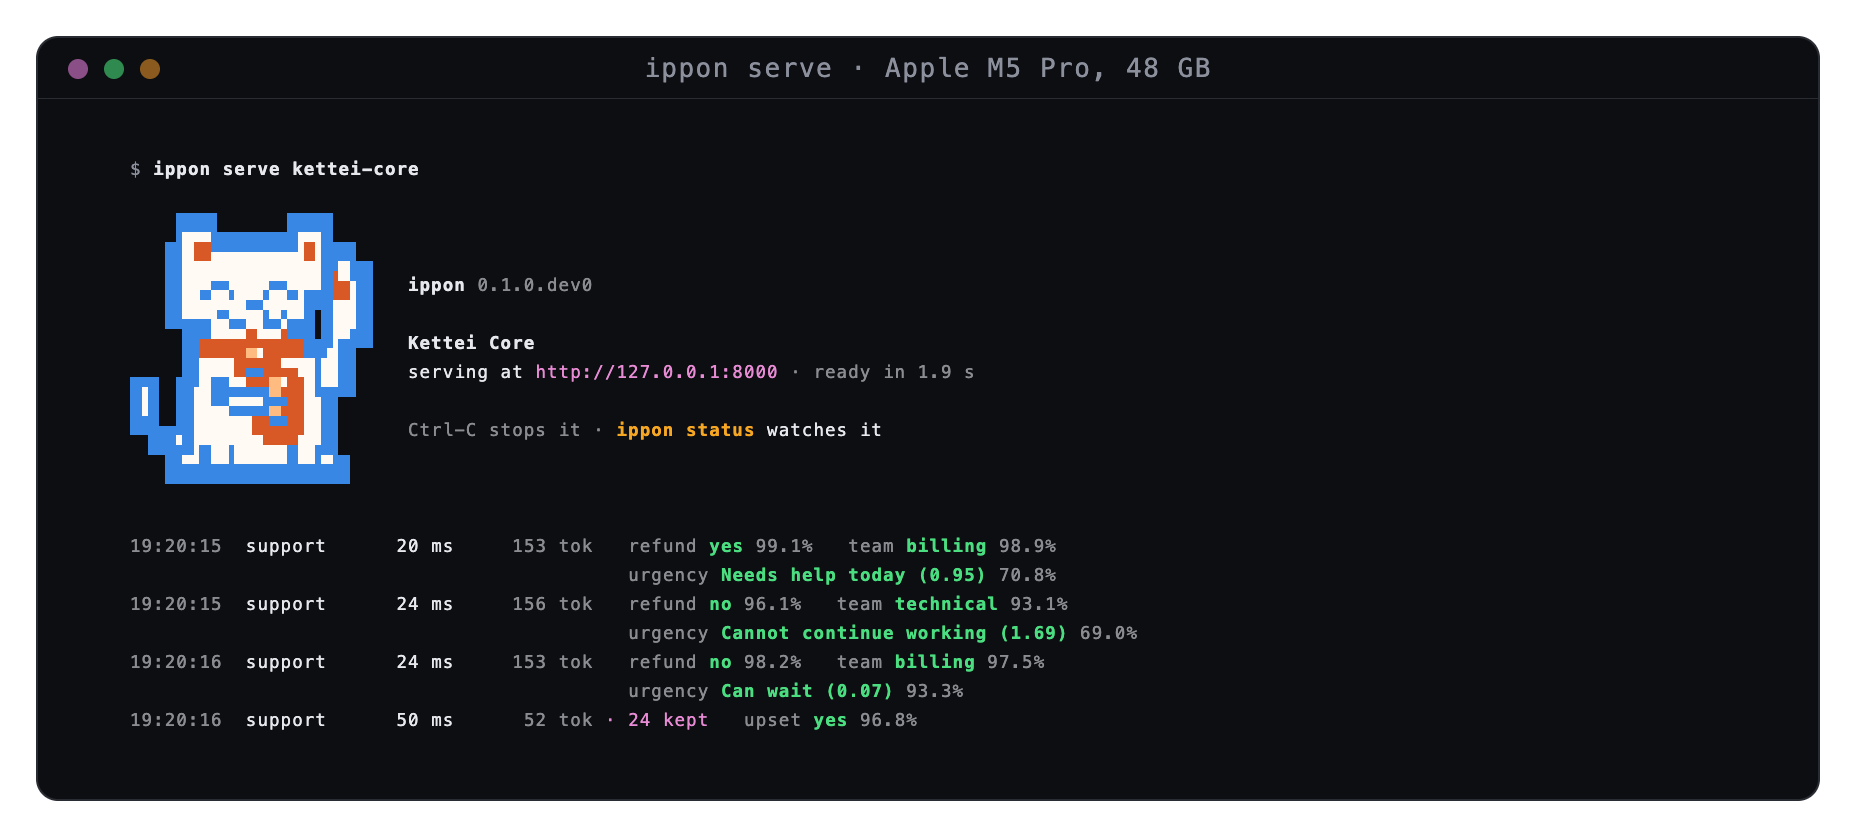 ippon serve · Apple M5 Pro, 48 GB
$ ippon serve kettei-core
ippon 0.1.0.dev0
Kettei Core
serving at http://127.0.0.1:8000 · ready in 1.9 s
Ctrl-C stops it · ippon status watches it
19:20:15 support 20 ms 153 tok refund yes 99.1% team billing 98.9%
urgency Needs help today (0.95) 70.8%
19:20:15 support 24 ms 156 tok refund no 96.1% team technical 93.1%
urgency Cannot continue working (1.69) 69.0%
19:20:16 support 24 ms 153 tok refund no 98.2% team billing 97.5%
urgency Can wait (0.07) 93.3%
19:20:16 support 50 ms 52 tok · 24 kept upset yes 96.8%